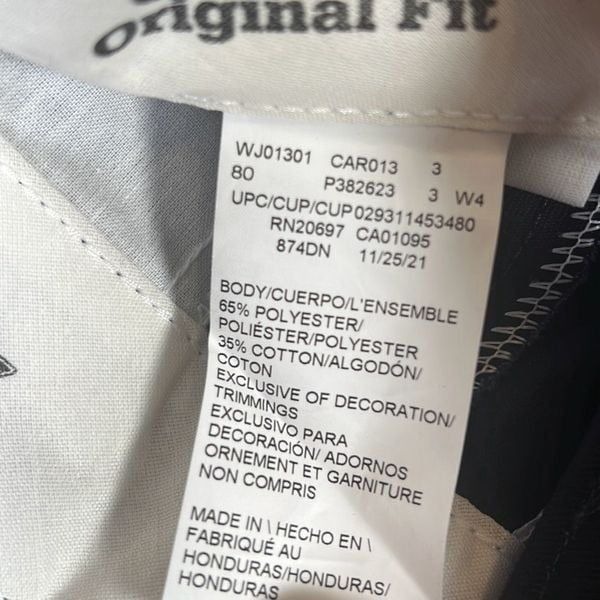 Original Fit
WJ01301 CAR013 3
80 P382623 3 W4
UPC/CUP/CUP029311453480
RN20697 CA01095
874DN 11/25/21
BODY/CUERPO/L'ENSEMBLE
65% POLYESTER/
POLIÉSTER/POLYESTER
35% COTTON/ALGODÓN/
COTON
EXCLUSIVE OF DECORATION/
TRIMMINGS
EXCLUSIVO PARA
DECORACIÓN/ ADORNOS
ORNEMENT ET GARNITURE
NON COMPRIS
MADE IN \ HECHO EN \
FABRIQUÉ AU
HONDURAS/HONDURAS/
HONDURAS